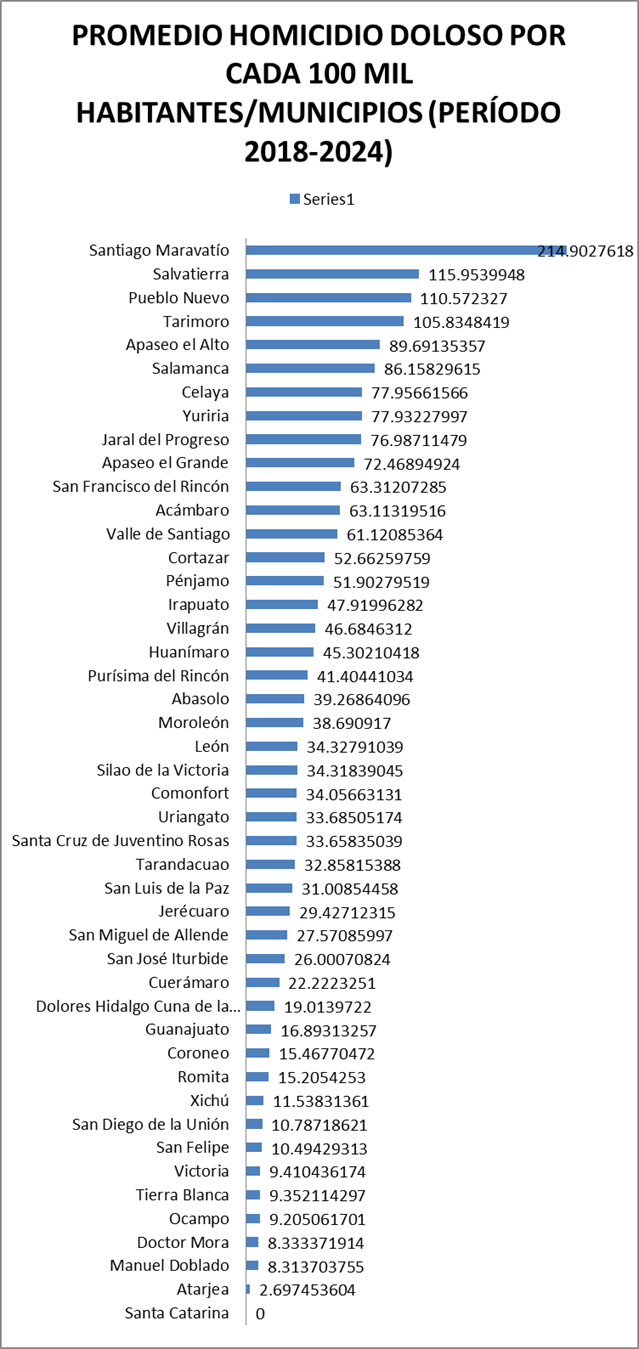 PROMEDIO HOMICIDIO DOLOSO POR
CADA 100 MIL
HABITANTES/MUNICIPIOS (PERÍODO
2018-2024)
Series1
Santiago Maravatío 214.9027618
Salvatierra 115.9539948
Pueblo Nuevo 110.572327
Tarimoro 105.8348419
Apaseo el Alto 89.69135357
Salamanca 86.15829615
Celaya 77.95661566
Yuriria 77.93227997
Jaral del Progreso 76.98711479
Apaseo el Grande 72.46894924
San Francisco del Rincón 63.31207285
Acámbaro 63.11319516
Valle de Santiago 61.12085364
Cortazar 52.66259759
Pénjamo 51.90279519
Irapuato 47.91996282
Villagrán 46.6846312
Huanímaro 45.30210418
Purísima del Rincón 41.40441034
Abasolo 39.26864096
Moroleón 38.690917
León 34.32791039
Silao de la Victoria 34.31839045
Comonfort 34.05663131
Uriangato 33.68505174
Santa Cruz de Juventino Rosas 33.65835039
Tarandacuao 32.85815388
San Luis de la Paz 31.00854458
Jerécuaro 29.42712315
San Miguel de Allende 27.57085997
San José Iturbide 26.00070824
Cuerámaro 22.2223251
Dolores Hidalgo Cuna de la... 19.0139722
Guanajuato 16.89313257
Coroneo 15.46770472
Romita 15.2054253
Xichú 11.53831361
San Diego de la Unión 10.78718621
San Felipe 10.49429313
Victoria 9.410436174
Tierra Blanca 9.352114297
Ocampo 9.205061701
Doctor Mora 8.333371914
Manuel Doblado 8.313703755
Atarjea 2.697453604
Santa Catarina 0